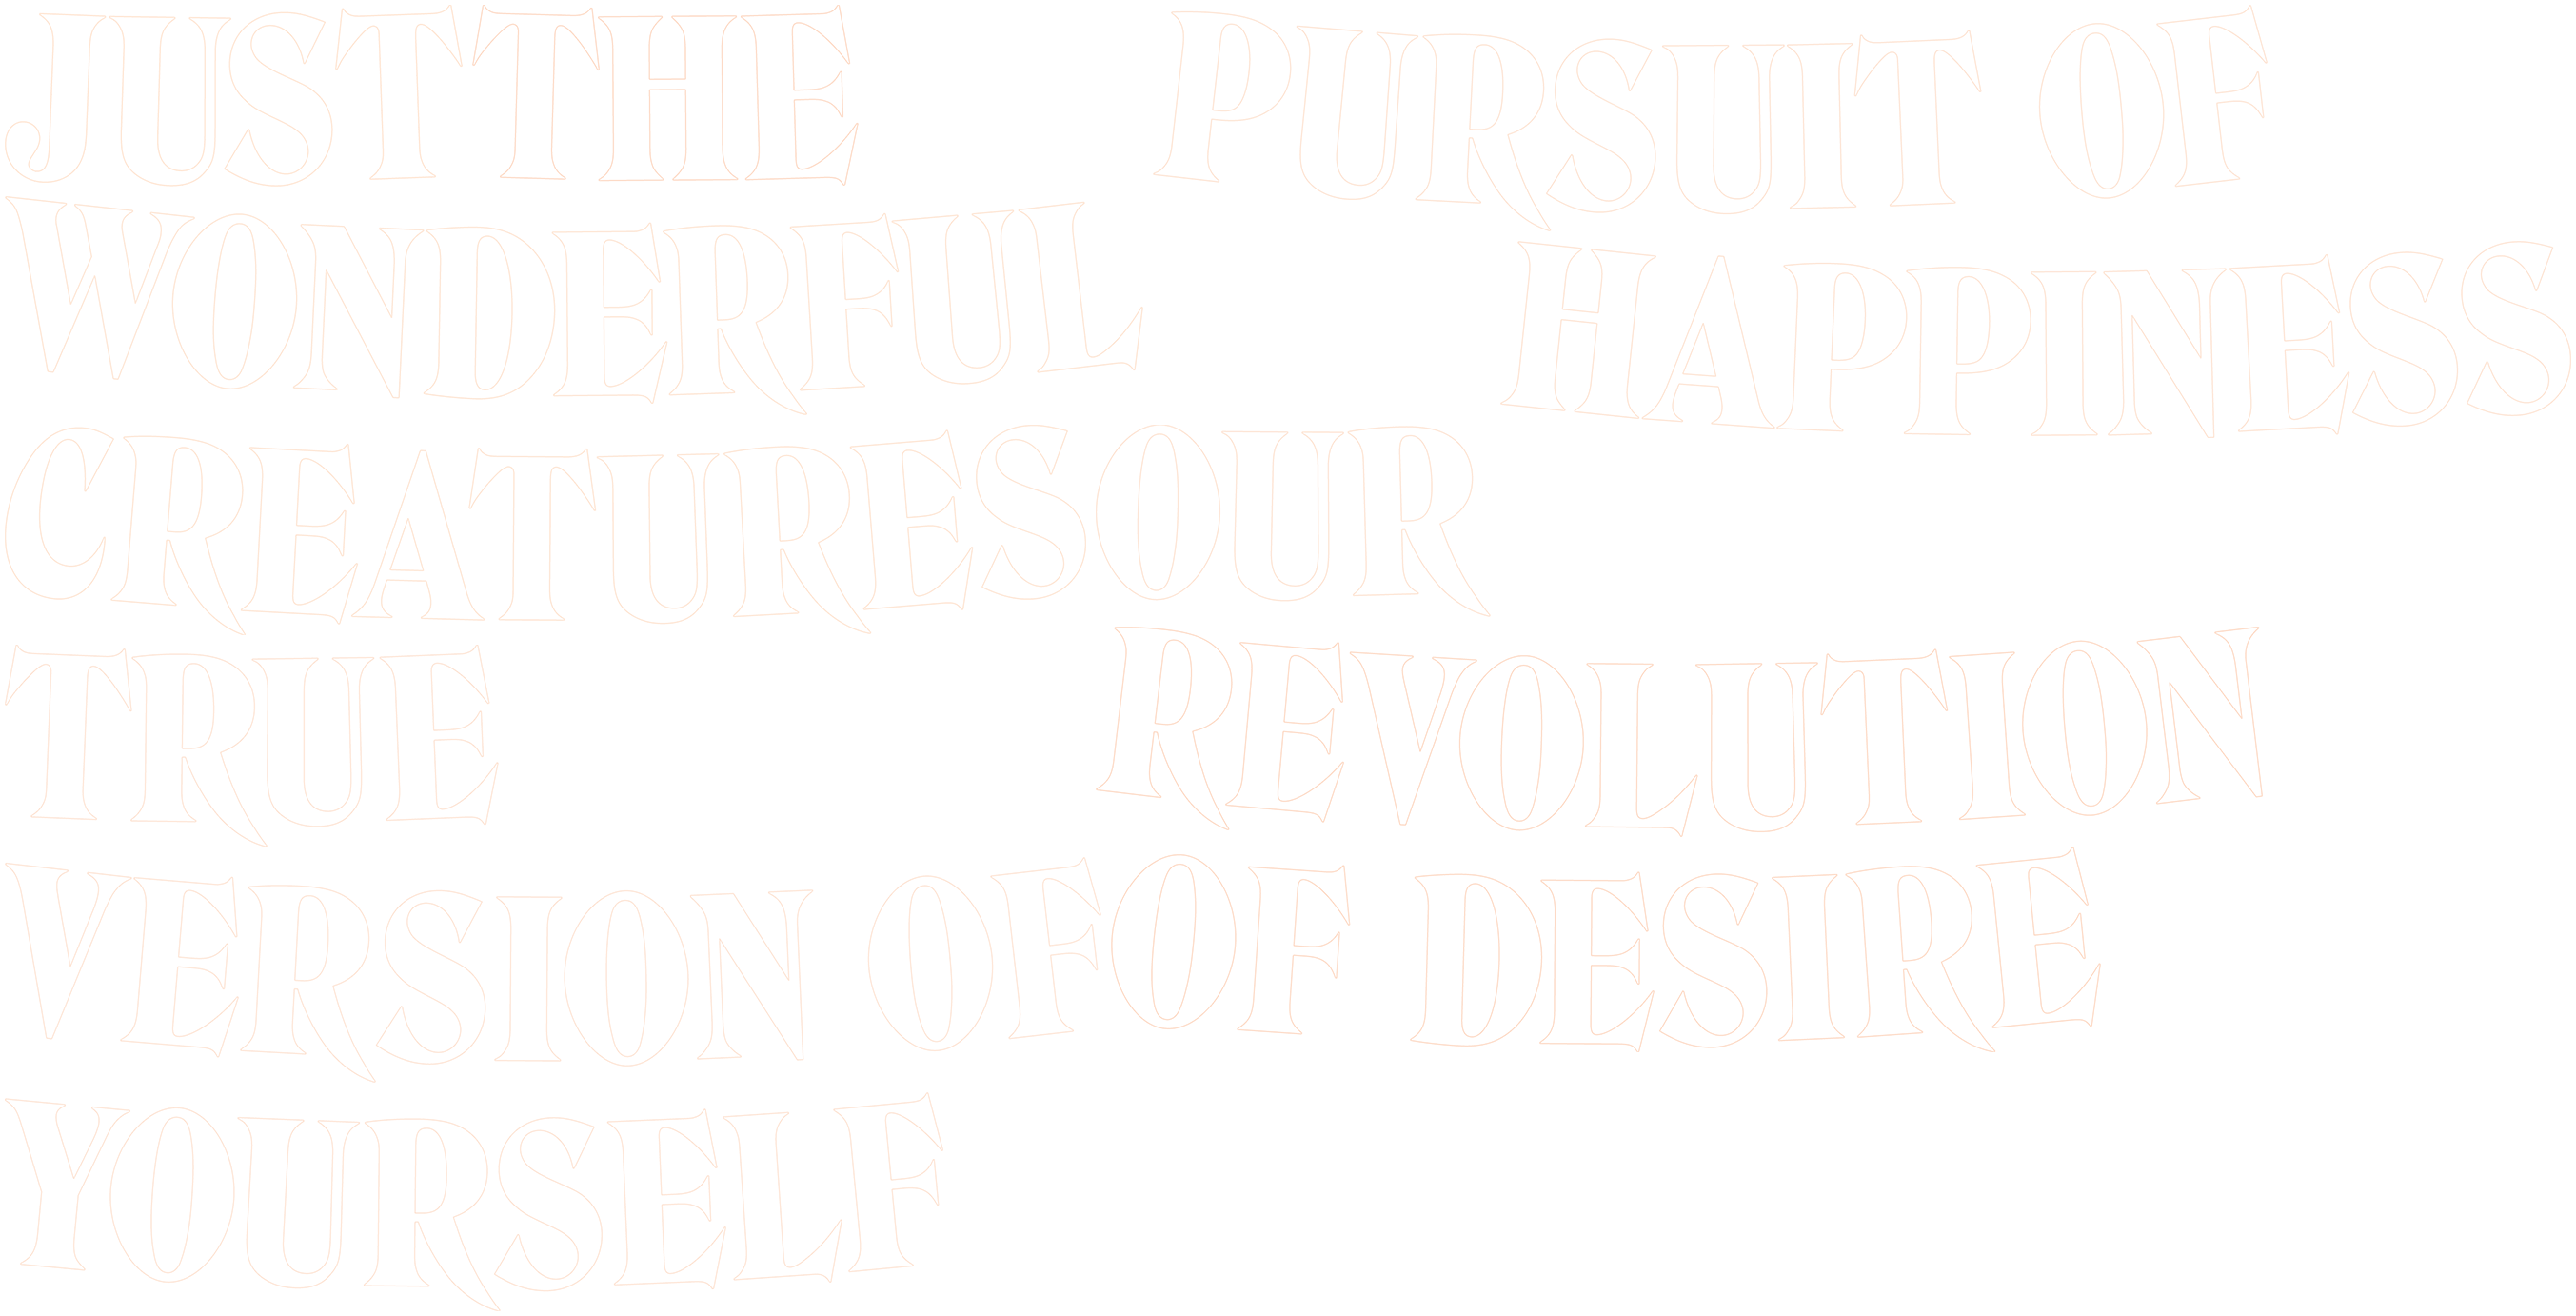 JUST THE PURSUIT OF
WONDERFUL HAPPINESS
CREATURES OUR
TRUE REVOLUTION
VERSION OF OF DESIRE
YOURSELF